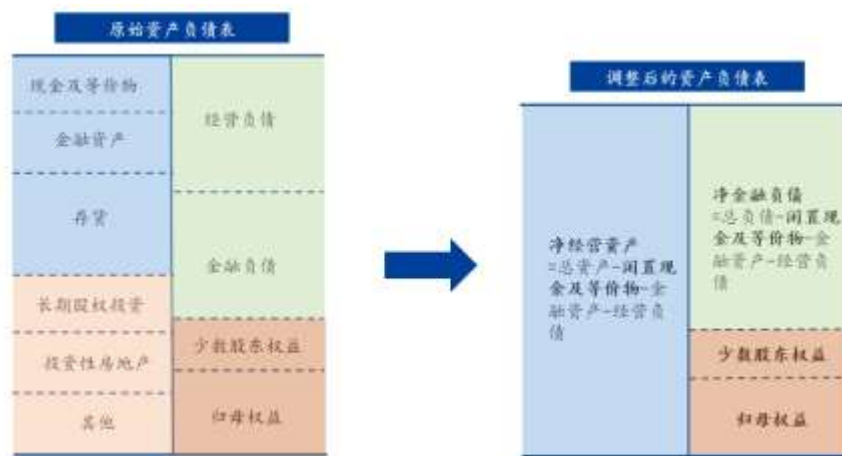 原始资产负债表
现金及等价物
金融资产
存货
长期股权投资
投资性房地产
其他
经营负债
金融负债
少数股东权益
归母权益
调整后的资产负债表
净经营资产
=总资产-闲置现
金及等价物-金
融资产-经营负
债
净金融负债
=总负债-闲置现
金及等价物-金
融资产-经营负
债
少数股东权益
归母权益